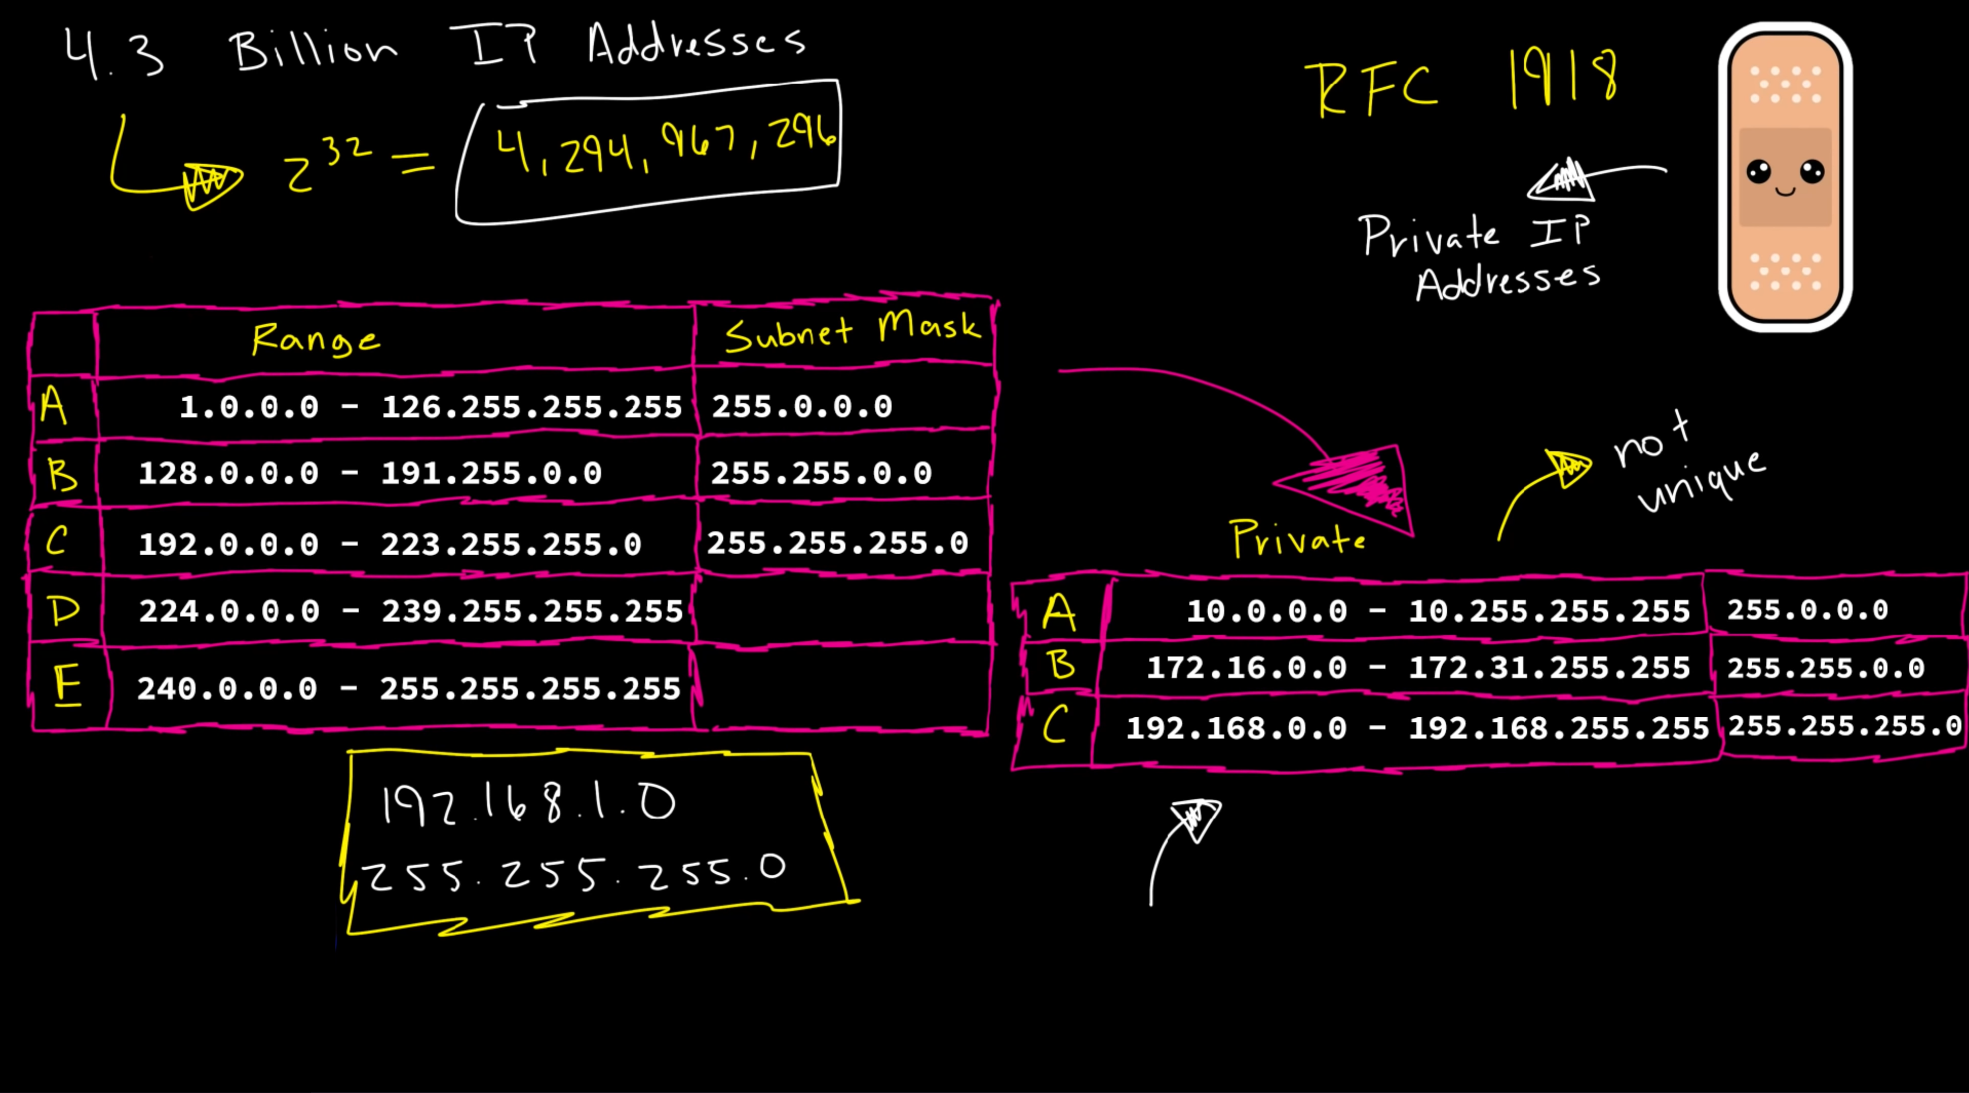 4.3 Billion IP Addresses
2^32 = 4,294,967,296
RFC 1918
Private IP
Addresses
Range Subnet Mask
A 1.0.0.0 - 126.255.255.255 255.0.0.0
B 128.0.0.0 - 191.255.0.0 255.255.0.0
C 192.0.0.0 - 223.255.255.0 255.255.255.0
D 224.0.0.0 - 239.255.255.255
E 240.0.0.0 - 255.255.255.255
192.168.1.0
255.255.255.0
not
unique
Private
A 10.0.0.0 - 10.255.255.255 255.0.0.0
B 172.16.0.0 - 172.31.255.255 255.255.0.0
C 192.168.0.0 - 192.168.255.255 255.255.255.0